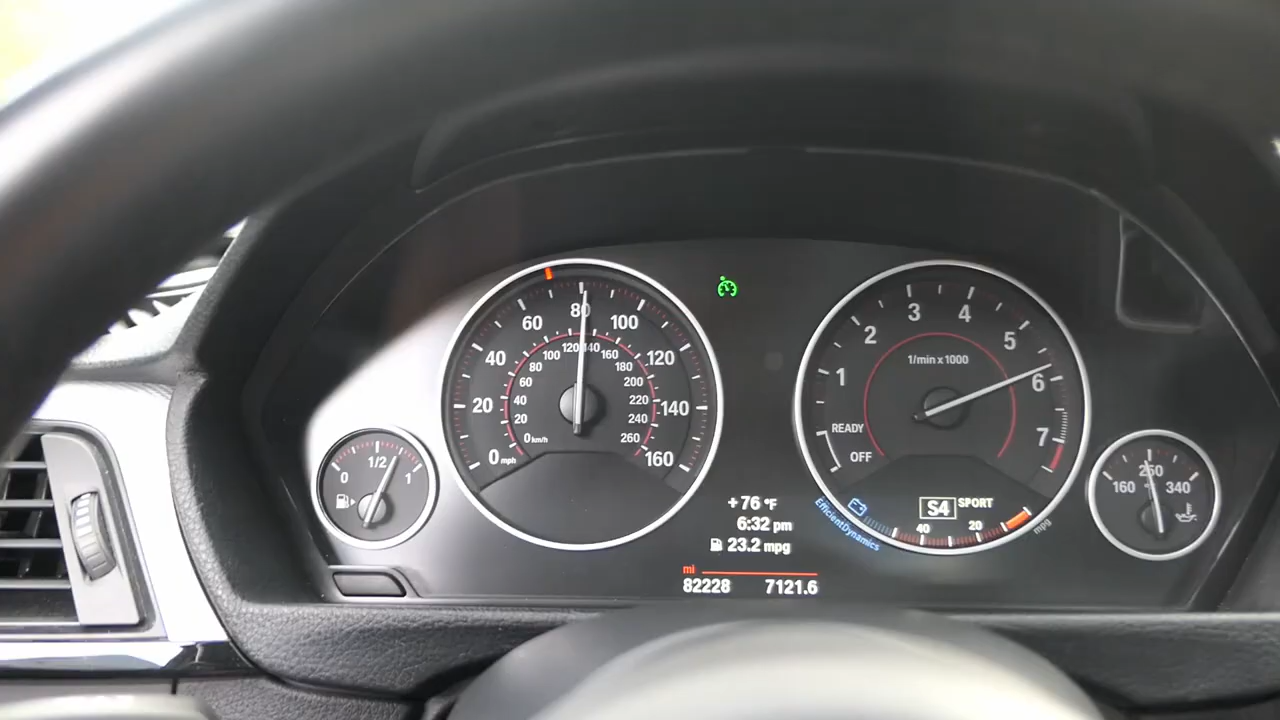 0 20 40 60 80 100 120 140 160
mph
0 20 40 60 80 100 120 140 160 180 200 220 240 260
km/h
0 1/2 1
1 2 3 4 5 6 7
1/min x 1000
READY
OFF
S4 SPORT
40 20
mpg
EfficientDynamics
160 250 340
+76 °F
6:32 pm
23.2 mpg
mi
82228 7121.6